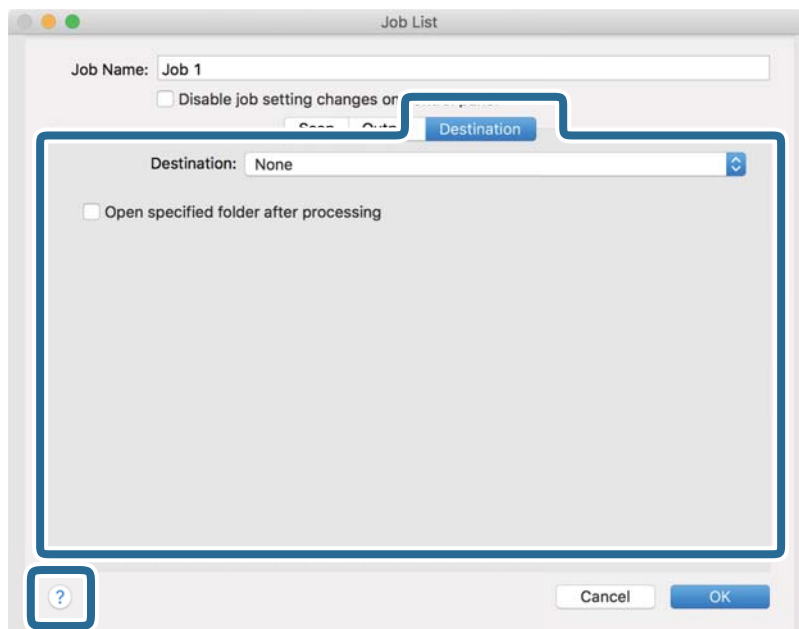 Job List
Job Name: Job 1
Disable job setting changes on
Destination
Destination: None
Open specified folder after processing
? Cancel OK